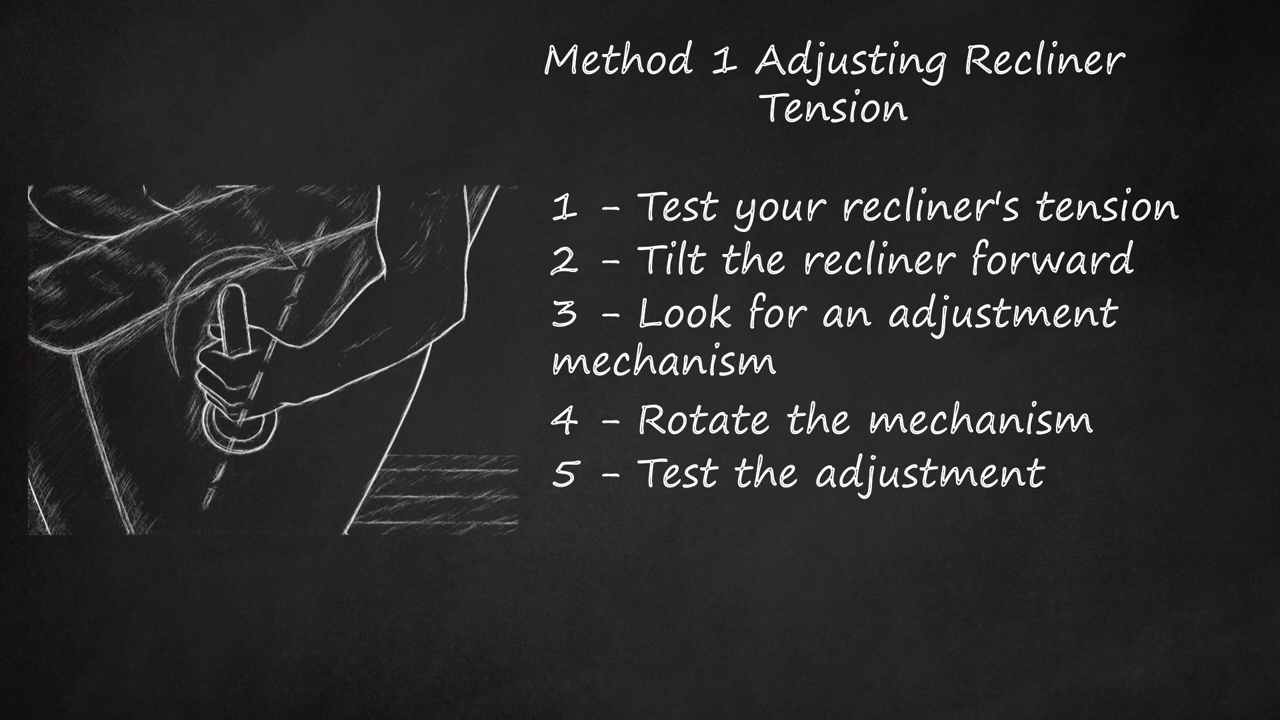 Method 1 Adjusting Recliner
Tension
1 - Test your recliner's tension
2 - Tilt the recliner forward
3 - Look for an adjustment
mechanism
4 - Rotate the mechanism
5 - Test the adjustment